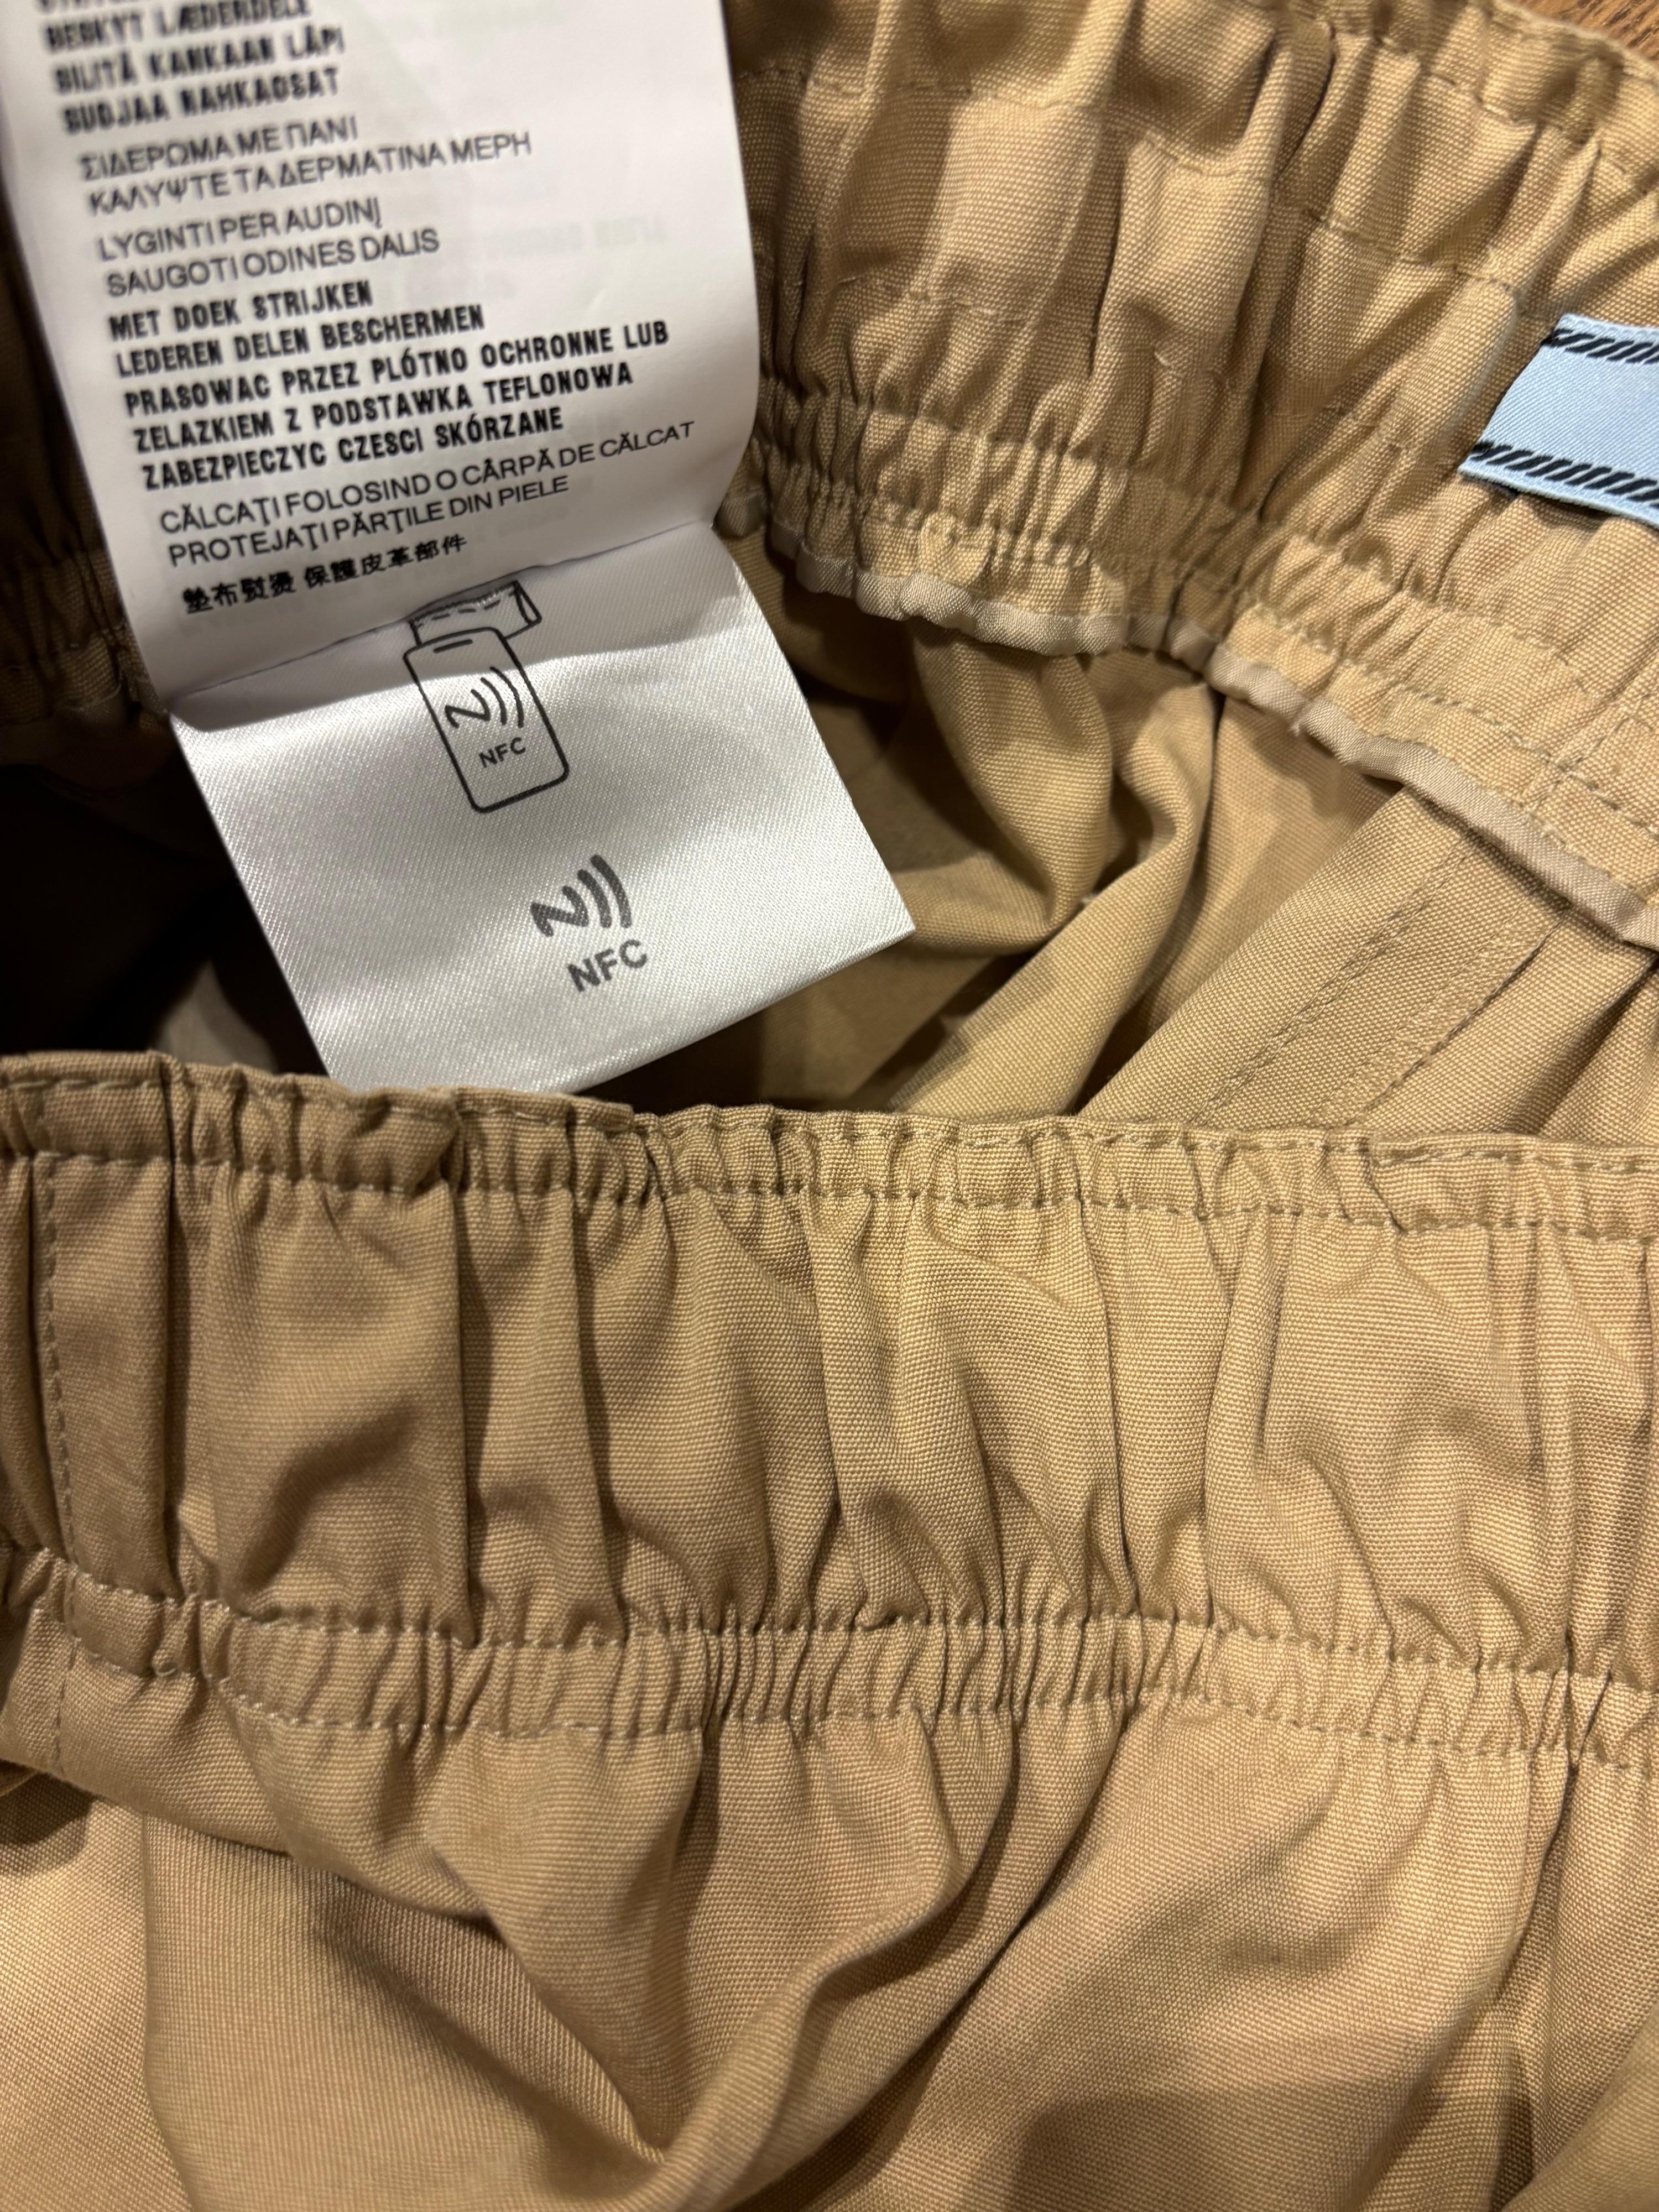 BESKYT LÆDERDELE
SILITÄ KANKAAN LÄPI
SUOJAA NAHKAOSAT
ΣΙΔΕΡΩΜΑ ΜΕ ΠΑΝΙ
ΚΑΛΥΨΤΕ ΤΑ ΔΕΡΜΑΤΙΝΑ ΜΕΡΗ
LYGINTI PER AUDINĮ
SAUGOTI ODINES DALIS
MET DOEK STRIJKEN
LEDEREN DELEN BESCHERMEN
PRASOWAC PRZEZ PLÓTNO OCHRONNE LUB
ZELAZKIEM Z PODSTAWKA TEFLONOWA
ZABEZPIECZYC CZESCI SKÓRZANE
CĂLCAŢI FOLOSIND O CÂRPĂ DE CĂLCAT
PROTEJAŢI PĂRŢILE DIN PIELE
墊布熨燙 保護皮革部件
NFC
NFC